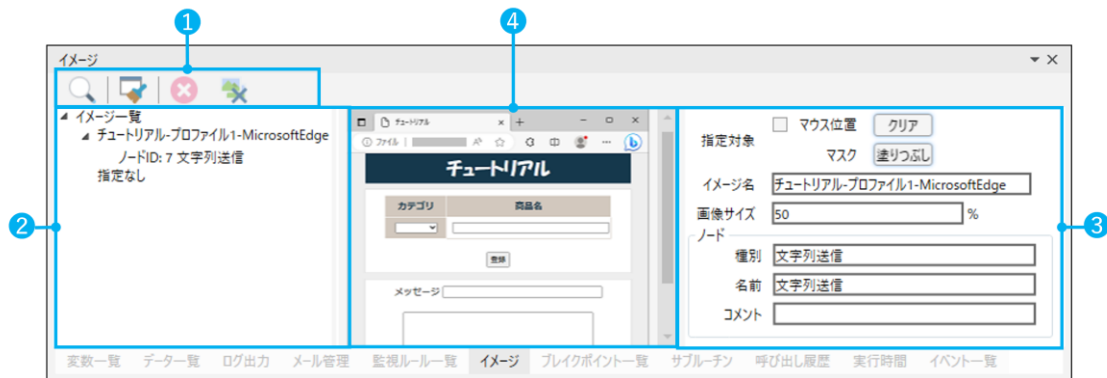 1
4
イメージ
イメージ一覧
チュートリアル-プロファイル1-MicrosoftEdge
ノードID: 7 文字列送信
指定なし
2
チュートリアル
ファイル
チュートリアル
カテゴリ 商品名
登録
メッセージ
指定対象
マウス位置 クリア
マスク 塗りつぶし
イメージ名 チュートリアル-プロファイル1-MicrosoftEdge
画像サイズ 50 %
ノード
種別 文字列送信
名前 文字列送信
コメント
3
変数一覧 データ一覧 ログ出力 メール管理 監視ルール一覧 イメージ ブレイクポイント一覧 サブルーチン 呼び出し履歴 実行時間 イベント一覧